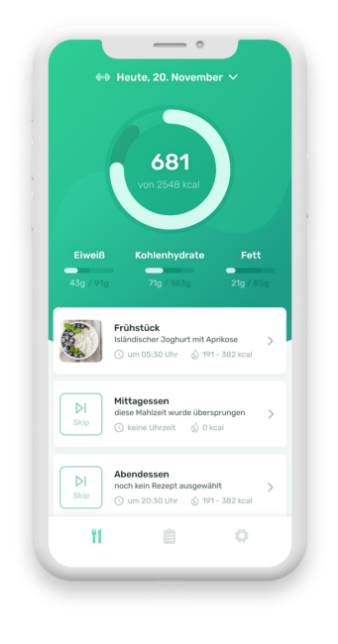 Heute, 20. November
681
von 2548 kcal
Eiweiß Kohlenhydrate Fett
43g / 91g 71g / 183g 21g / 85g
Frühstück
Isländischer Joghurt mit Aprikose
um 05:30 Uhr 191 - 382 kcal
Skip
Mittagessen
diese Mahlzeit wurde übersprungen
keine Uhrzeit 0 kcal
Skip
Abendessen
noch kein Rezept ausgewählt
um 20:30 Uhr 191 - 382 kcal